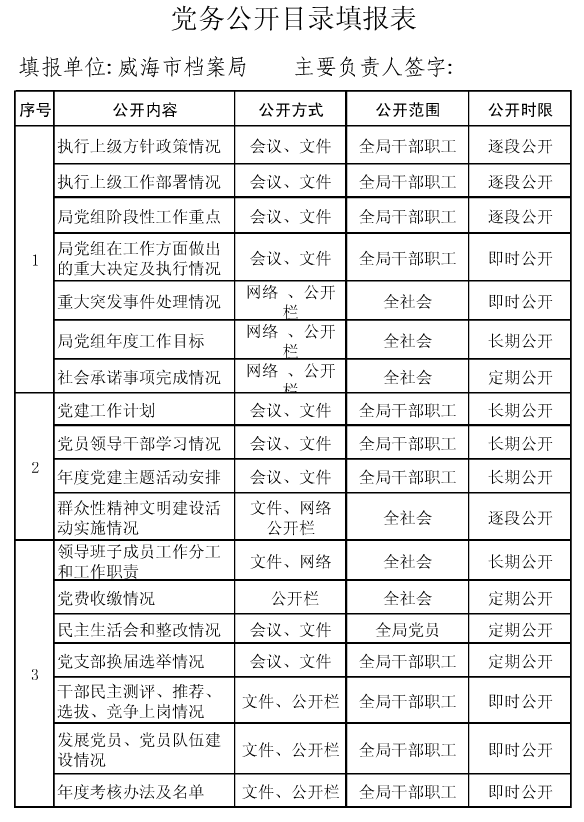 党务公开目录填报表
填报单位:威海市档案局 主要负责人签字:
序号 公开内容 公开方式 公开范围 公开时限
1
执行上级方针政策情况 会议、文件 全局干部职工 逐段公开
执行上级工作部署情况 会议、文件 全局干部职工 逐段公开
局党组阶段性工作重点 会议、文件 全局干部职工 逐段公开
局党组在工作方面做出
的重大决定及执行情况 会议、文件 全局干部职工 即时公开
重大突发事件处理情况 网络 、公开
栏 全社会 即时公开
局党组年度工作目标 网络 、公开
栏 全社会 长期公开
社会承诺事项完成情况 网络 、公开
栏 全社会 定期公开
2
党建工作计划 会议、文件 全局干部职工 长期公开
党员领导干部学习情况 会议、文件 全局干部职工 长期公开
年度党建主题活动安排 会议、文件 全局干部职工 长期公开
群众性精神文明建设活
动实施情况 文件、网络
公开栏 全社会 逐段公开
3
领导班子成员工作分工
和工作职责 文件、网络 全社会 长期公开
党费收缴情况 公开栏 全社会 定期公开
民主生活会和整改情况 会议、文件 全局党员 定期公开
党支部换届选举情况 会议、文件 全局干部职工 定期公开
干部民主测评、推荐、
选拔、竞争上岗情况 文件、公开栏 全局干部职工 即时公开
发展党员、党员队伍建
设情况 文件、公开栏 全局干部职工 即时公开
年度考核办法及名单 文件、公开栏 全局干部职工 即时公开